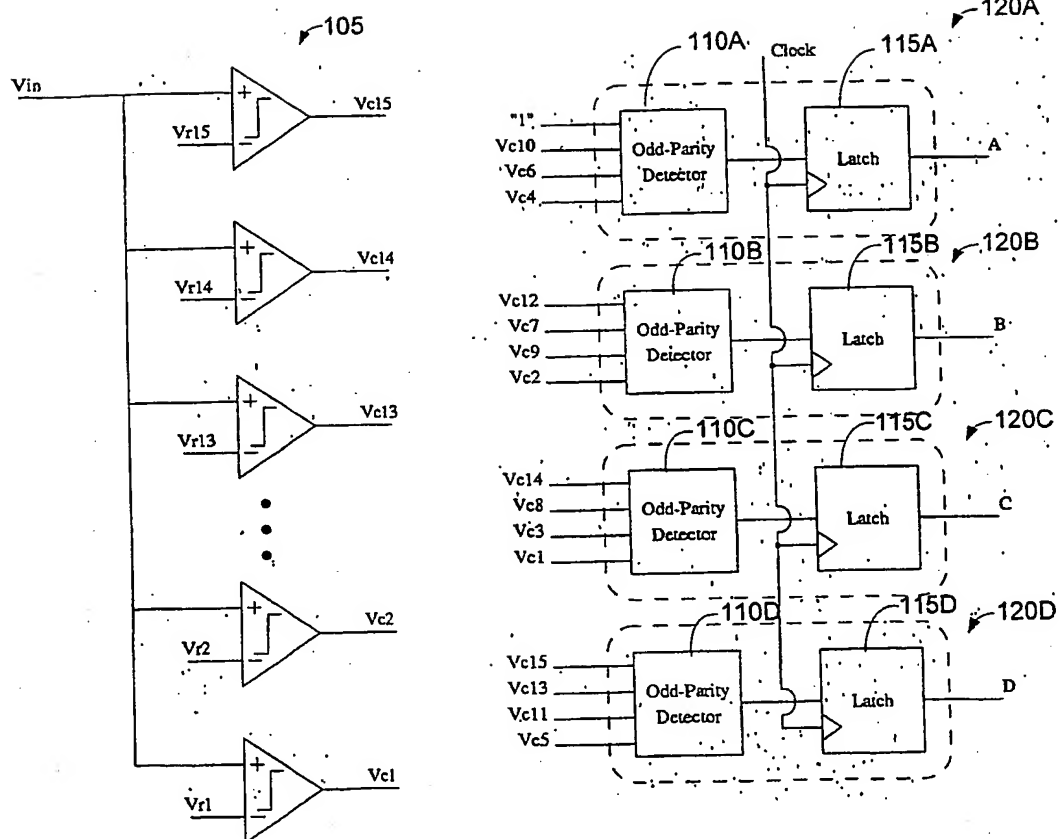 105
Vin
+
Vc15
Vr15
−
+
Vc14
Vr14
−
+
Vc13
Vr13
−
+
Vc2
Vr2
−
+
Vc1
Vr1
−
120A
110A
Clock
115A
"1"
Vc10
Vc6
Vc4
Odd-Parity
Detector
Latch
A
110B
115B
120B
Vc12
Vc7
Vc9
Vc2
Odd-Parity
Detector
Latch
B
110C
115C
120C
Vc14
Vc8
Vc3
Vc1
Odd-Parity
Detector
Latch
C
110D
115D
120D
Vc15
Vc13
Vc11
Vc5
Odd-Parity
Detector
Latch
D